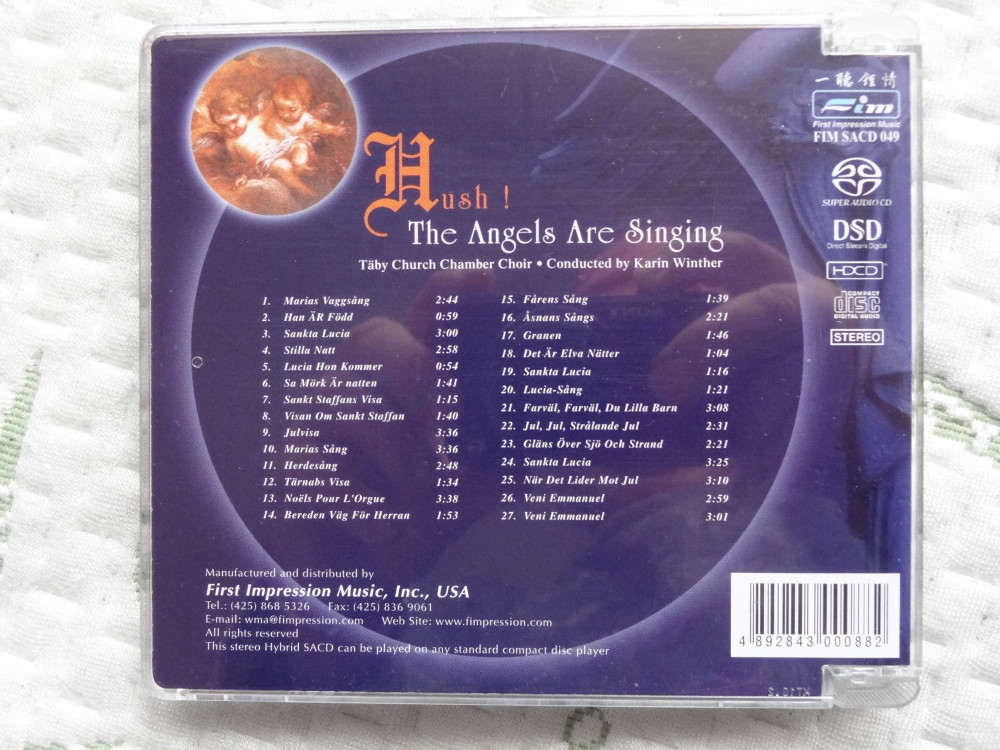 一聽鍾情
Fim
First Impression Music
FIM SACD 049
SUPER AUDIO CD
DSD
Direct Stream Digital
HDCD
COMPACT
disc
DIGITAL AUDIO
STEREO
Hush !
The Angels Are Singing
Täby Church Chamber Choir • Conducted by Karin Winther
1. Marias Vaggsång 2:44
2. Han ÄR Född 0:59
3. Sankta Lucia 3:00
4. Stilla Natt 2:58
5. Lucia Hon Kommer 0:54
6. Sa Mörk Är natten 1:41
7. Sankt Staffans Visa 1:15
8. Visan Om Sankt Staffan 1:40
9. Julvisa 3:36
10. Marias Sång 3:36
11. Herdesång 2:48
12. Tärnabs Visa 1:34
13. Noëls Pour L'Orgue 3:38
14. Bereden Väg För Herran 1:53
15. Fårens Sång 1:39
16. Åsnans Sångs 2:21
17. Granen 1:46
18. Det Är Elva Nätter 1:04
19. Sankta Lucia 1:16
20. Lucia-Sång 1:21
21. Farväl, Farväl, Du Lilla Barn 3:08
22. Jul, Jul, Strålande Jul 2:31
23. Gläns Över Sjö Och Strand 2:21
24. Sankta Lucia 3:25
25. När Det Lider Mot Jul 3:10
26. Veni Emmanuel 2:59
27. Veni Emmanuel 3:01
Manufactured and distributed by
First Impression Music, Inc., USA
Tel.: (425) 868 5326 Fax: (425) 836 9061
E-mail: wma@fimpression.com Web Site: www.fimpression.com
All rights reserved
This stereo Hybrid SACD can be played on any standard compact disc player
4 892843 000882